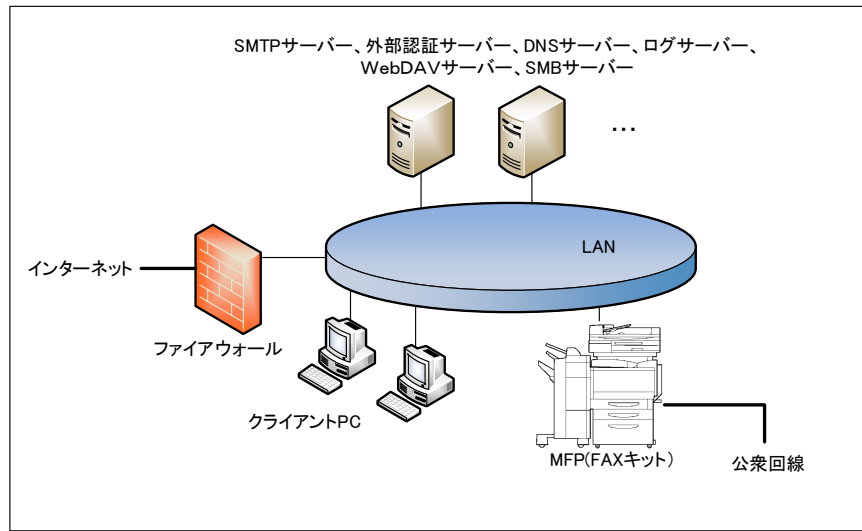 SMTPサーバー、外部認証サーバー、DNSサーバー、ログサーバー、
WebDAVサーバー、SMBサーバー
…
LAN
インターネット
ファイアウォール
クライアントPC
MFP(FAXキット)
公衆回線